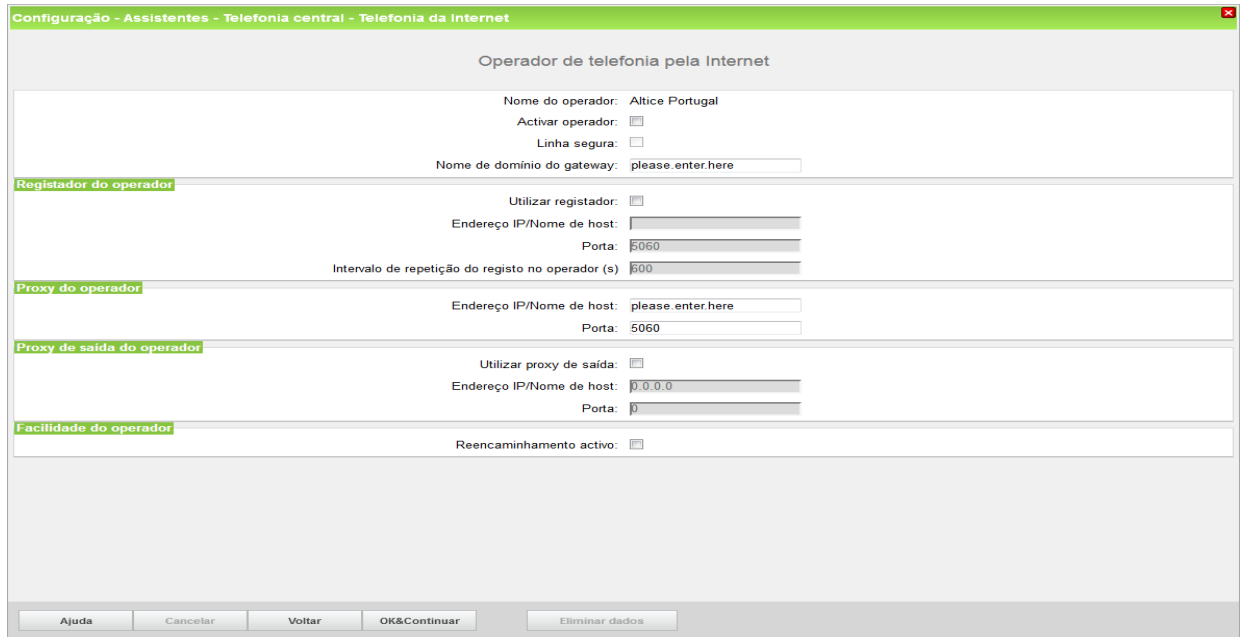 Configuração - Assistentes - Telefonia central - Telefonia da Internet
Operador de telefonia pela Internet
Nome do operador: Altice Portugal
Activar operador:
Linha segura:
Nome de domínio do gateway: please.enter.here
Registador do operador
Utilizar registador:
Endereço IP/Nome de host:
Porta: 5060
Intervalo de repetição do registo no operador (s) 600
Proxy do operador
Endereço IP/Nome de host: please.enter.here
Porta: 5060
Proxy de saída do operador
Utilizar proxy de saída:
Endereço IP/Nome de host: 0.0.0.0
Porta: 0
Facilidade do operador
Reencaminhamento activo:
Ajuda Cancelar Voltar OK&Continuar Eliminar dados